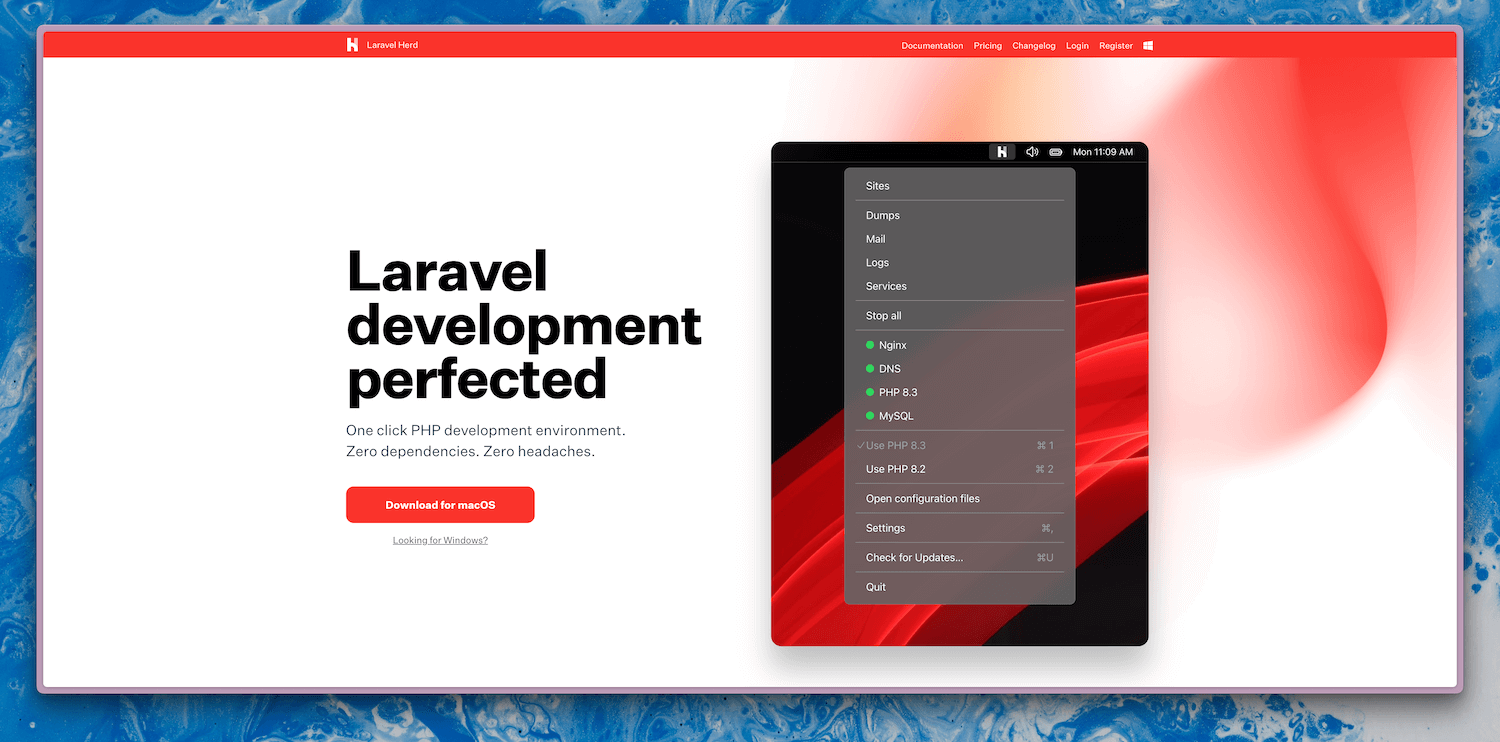 Laravel Herd
Documentation Pricing Changelog Login Register
Laravel
development
perfected
One click PHP development environment.
Zero dependencies. Zero headaches.
Download for macOS
Looking for Windows?
Mon 11:09 AM
Sites
Dumps
Mail
Logs
Services
Stop all
Nginx
DNS
PHP 8.3
MySQL
✓Use PHP 8.3 ⌘ 1
Use PHP 8.2 ⌘ 2
Open configuration files
Settings ⌘,
Check for Updates... ⌘U
Quit